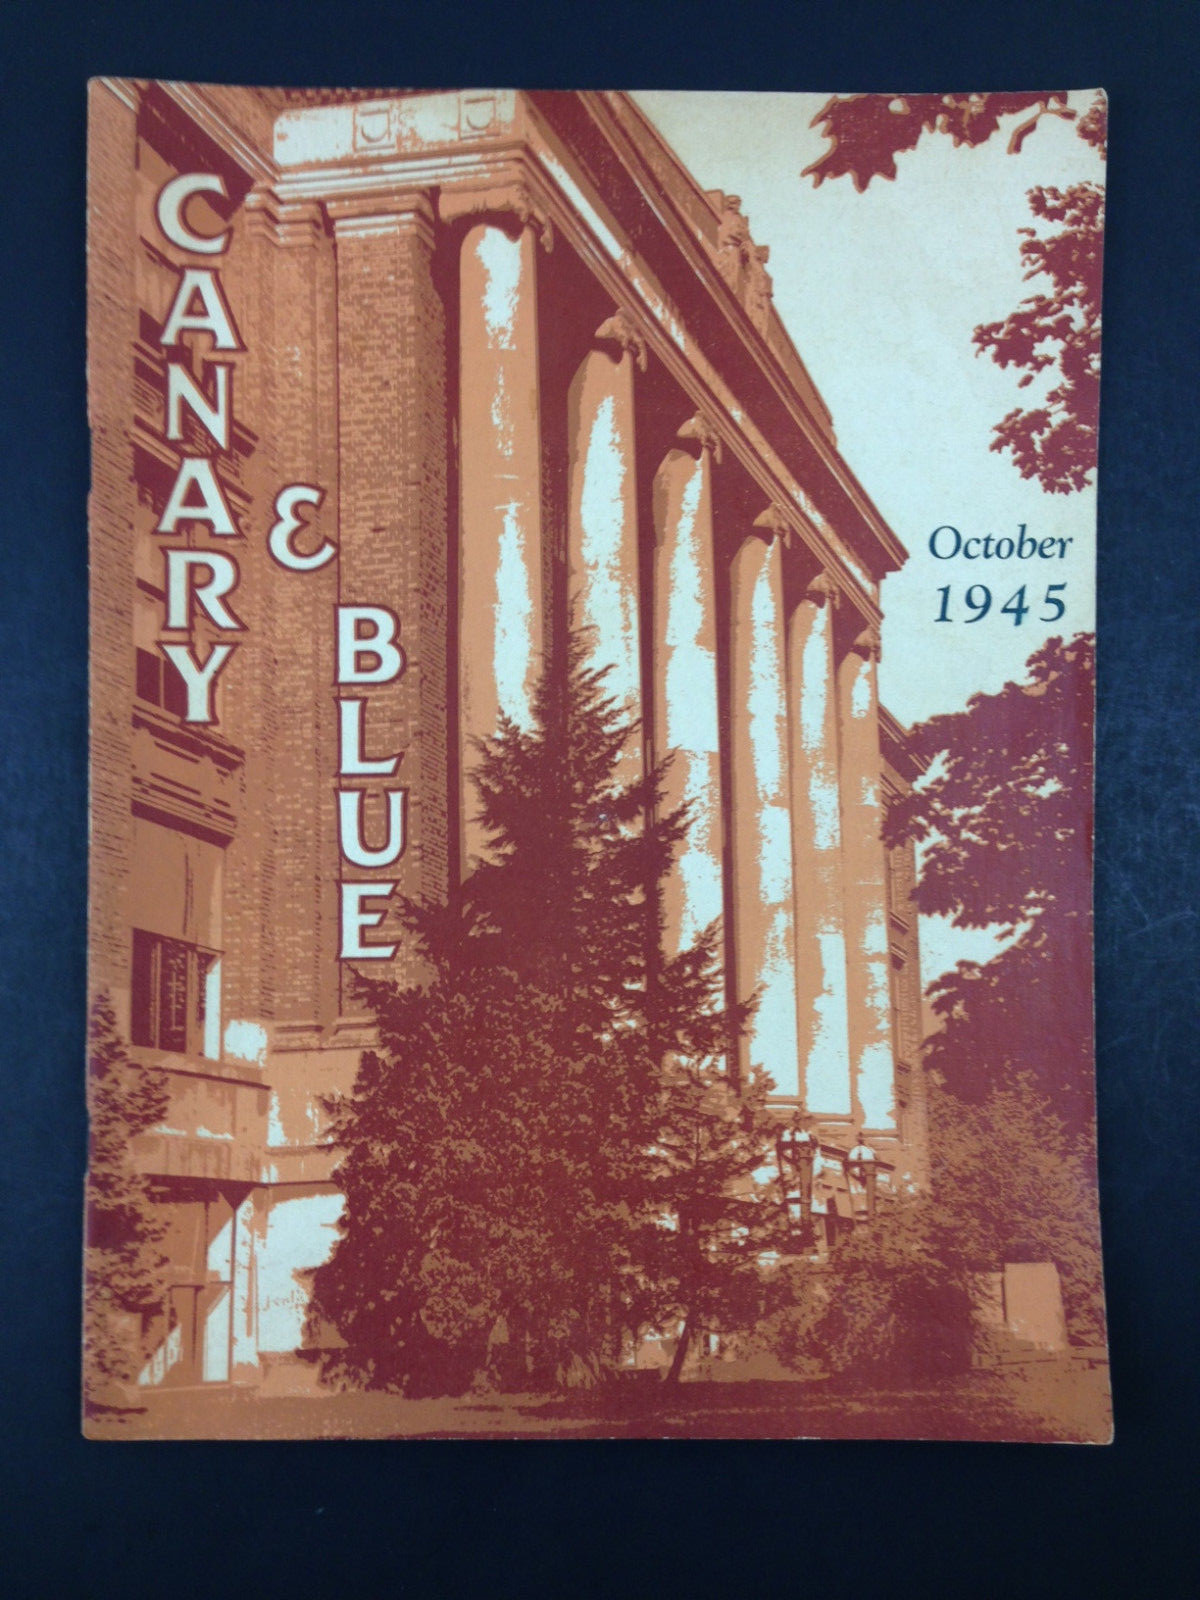 CANARY
&
BLUE
October
1945